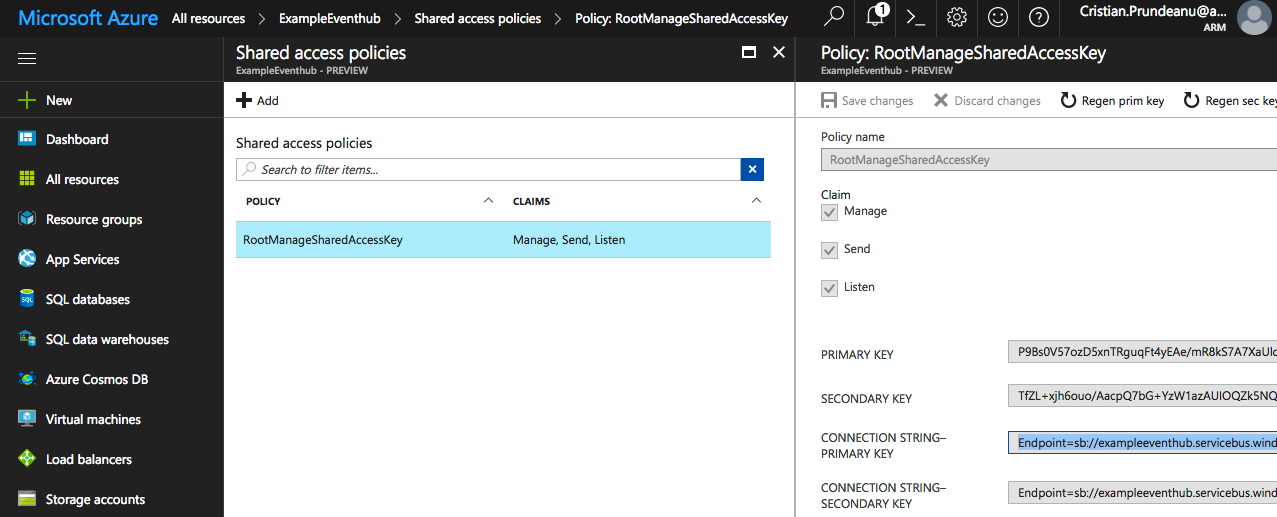 Microsoft Azure All resources > ExampleEventhub > Shared access policies > Policy: RootManageSharedAccessKey
1
Cristian.Prundeanu@a...
ARM
New
Dashboard
All resources
Resource groups
App Services
SQL databases
SQL data warehouses
Azure Cosmos DB
Virtual machines
Load balancers
Storage accounts
Shared access policies
ExampleEventhub - PREVIEW
Add
Shared access policies
Search to filter items...
POLICY CLAIMS
RootManageSharedAccessKey Manage, Send, Listen
Policy: RootManageSharedAccessKey
ExampleEventhub - PREVIEW
Save changes Discard changes Regen prim key Regen sec key
Policy name
RootManageSharedAccessKey
Claim
Manage
Send
Listen
PRIMARY KEY P9Bs0V57ozD5xnTRguqFt4yEAe/mR8kS7A7XaUlc
SECONDARY KEY TfZL+xjh6ouo/AacpQ7bG+YzW1azAUIOQZk5NQ
CONNECTION STRING–
PRIMARY KEY
Endpoint=sb://exampleeventhub.servicebus.wind
CONNECTION STRING–
SECONDARY KEY
Endpoint=sb://exampleeventhub.servicebus.wind